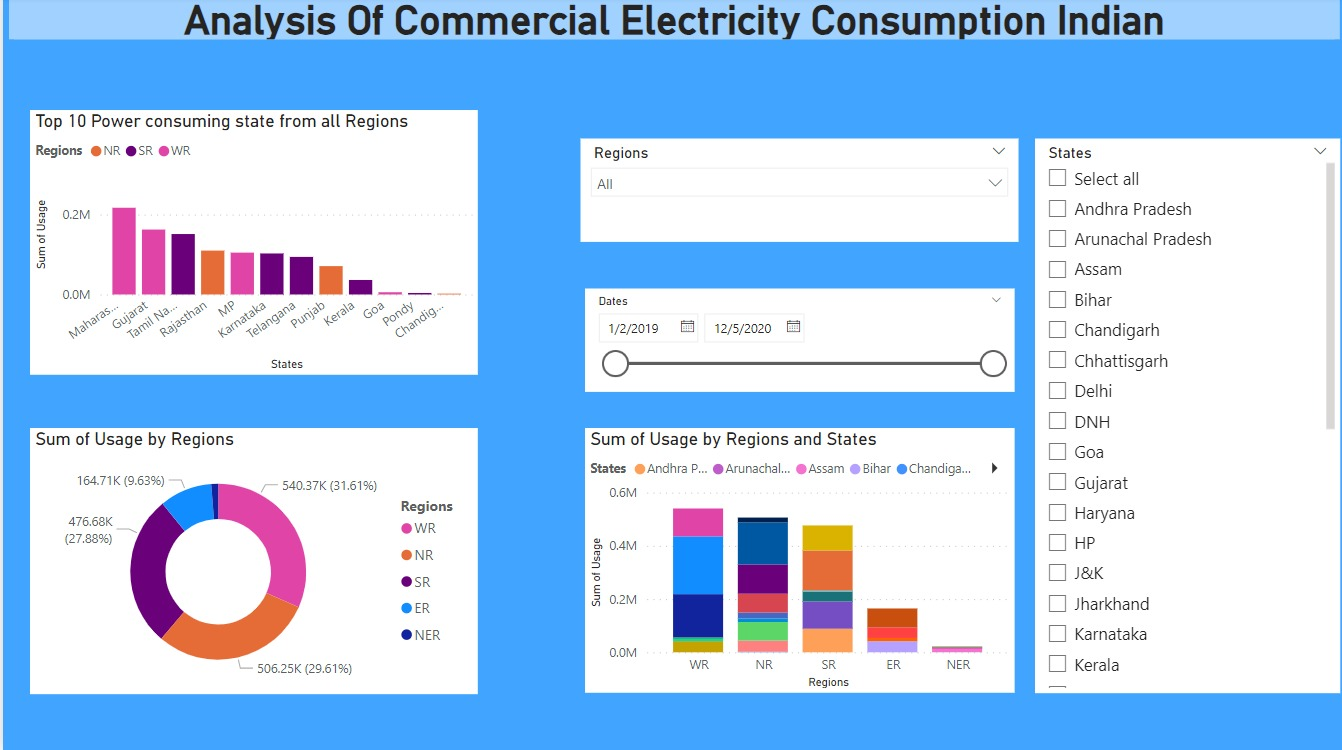 Analysis Of Commercial Electricity Consumption Indian
Top 10 Power consuming state from all Regions
Regions NR SR WR
Sum of Usage
0.2M
0.0M
Maharas... Gujarat Tamil Na... Rajasthan MP Karnataka Telangana Punjab Kerala Goa Pondy Chandig...
States
Regions
All
Dates
1/2/2019 12/5/2020
States
Select all
Andhra Pradesh
Arunachal Pradesh
Assam
Bihar
Chandigarh
Chhattisgarh
Delhi
DNH
Goa
Gujarat
Haryana
HP
J&K
Jharkhand
Karnataka
Kerala
Sum of Usage by Regions
164.71K (9.63%)
540.37K (31.61%)
476.68K
(27.88%)
506.25K (29.61%)
Regions
WR
NR
SR
ER
NER
Sum of Usage by Regions and States
States Andhra P... Arunachal... Assam Bihar Chandiga...
Sum of Usage
0.6M
0.4M
0.2M
0.0M
WR NR SR ER NER
Regions